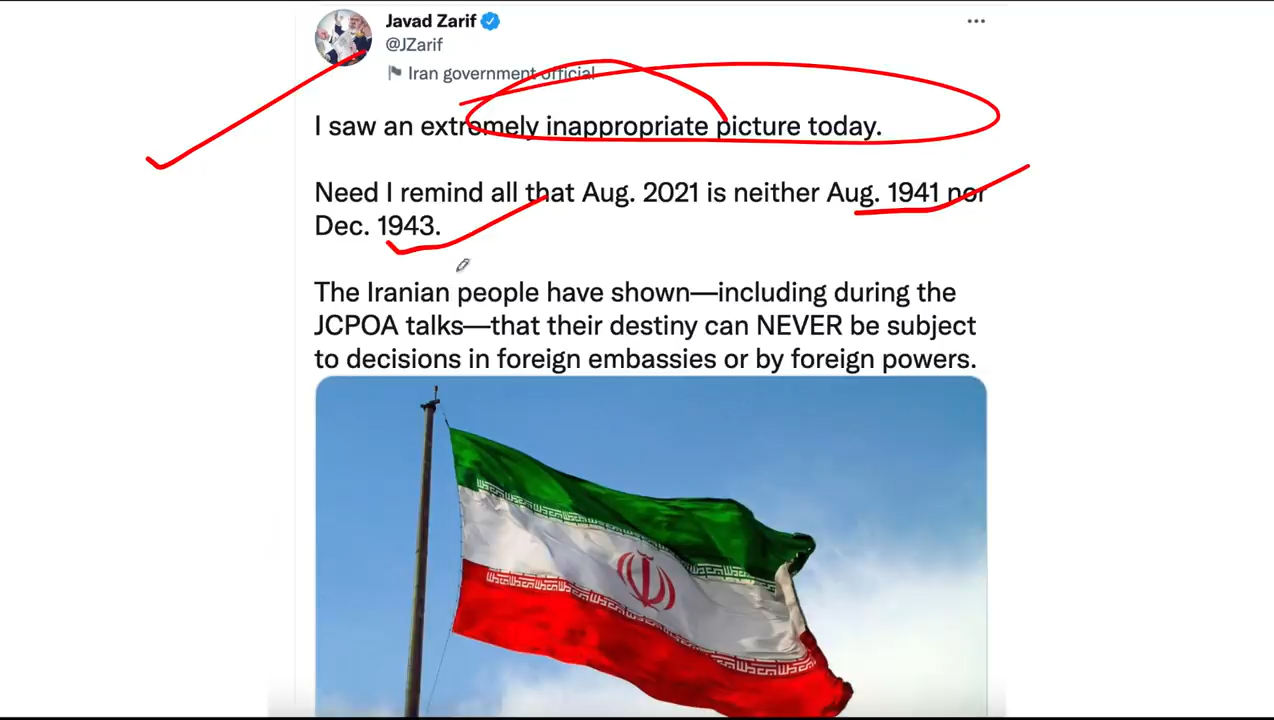 Javad Zarif
@JZarif
Iran government official
I saw an extremely inappropriate picture today.
Need I remind all that Aug. 2021 is neither Aug. 1941 nor
Dec. 1943.
The Iranian people have shown—including during the
JCPOA talks—that their destiny can NEVER be subject
to decisions in foreign embassies or by foreign powers.